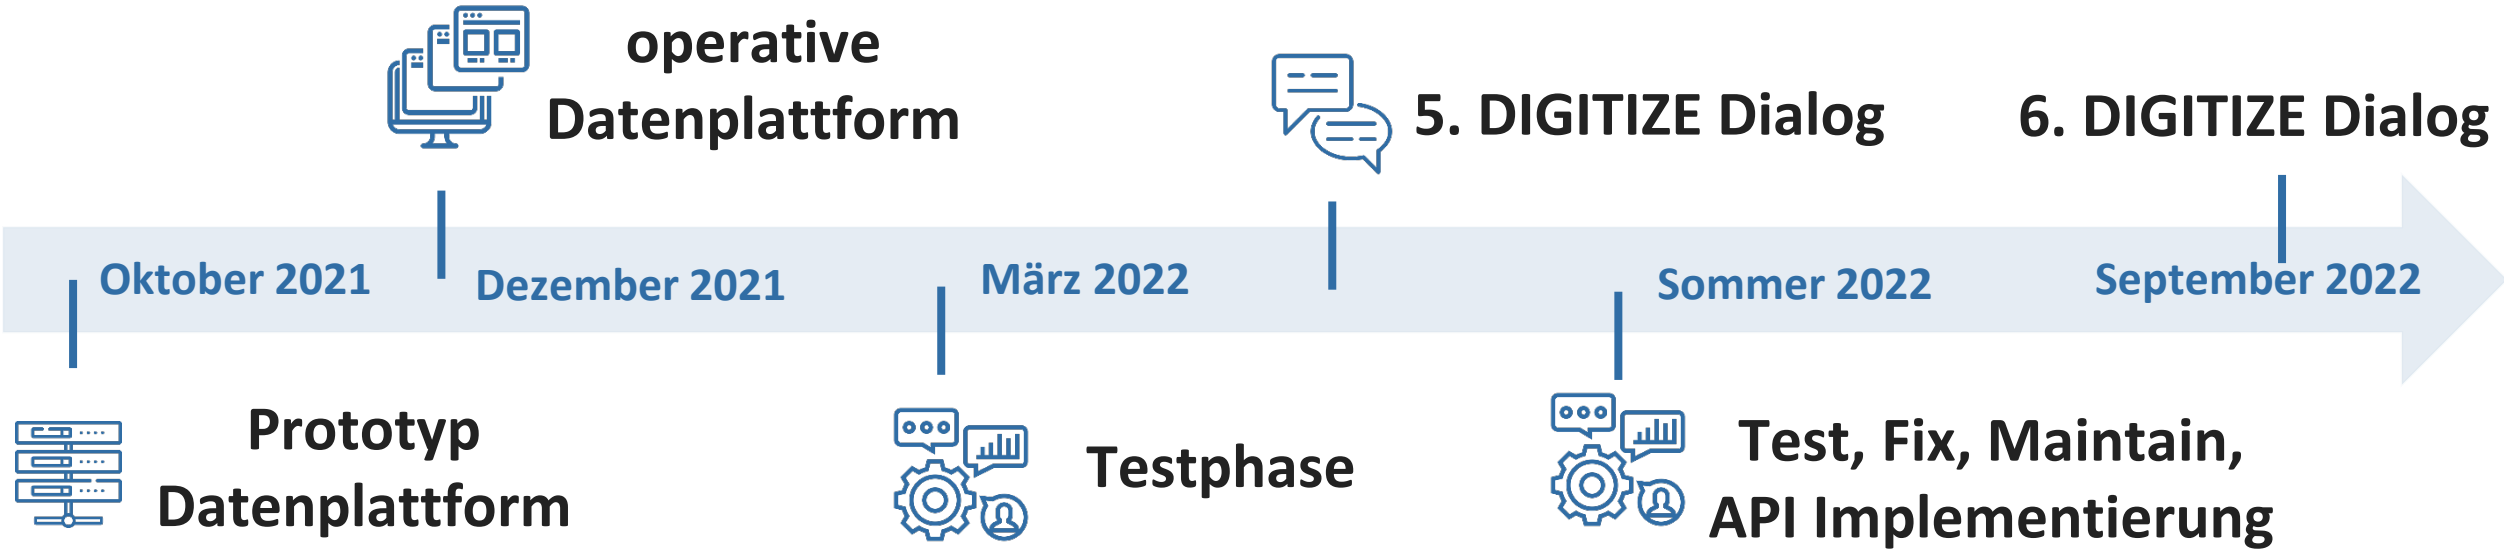 operative
Datenplattform
5. DIGITIZE Dialog
6. DIGITIZE Dialog
Oktober 2021
Dezember 2021
März 2022
Sommer 2022
September 2022
Prototyp
Datenplattform
Testphase
Test, Fix, Maintain,
API Implementierung